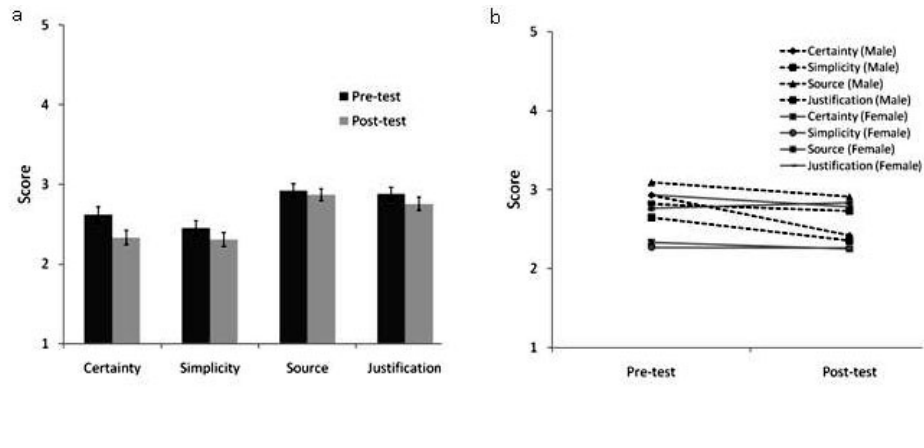 a
5
4
3
2
1
Score
Pre-test
Post-test
Certainty
Simplicity
Source
Justification
b
5
4
3
2
1
Score
Certainty (Male)
Simplicity (Male)
Source (Male)
Justification (Male)
Certainty (Female)
Simplicity (Female)
Source (Female)
Justification (Female)
Pre-test
Post-test